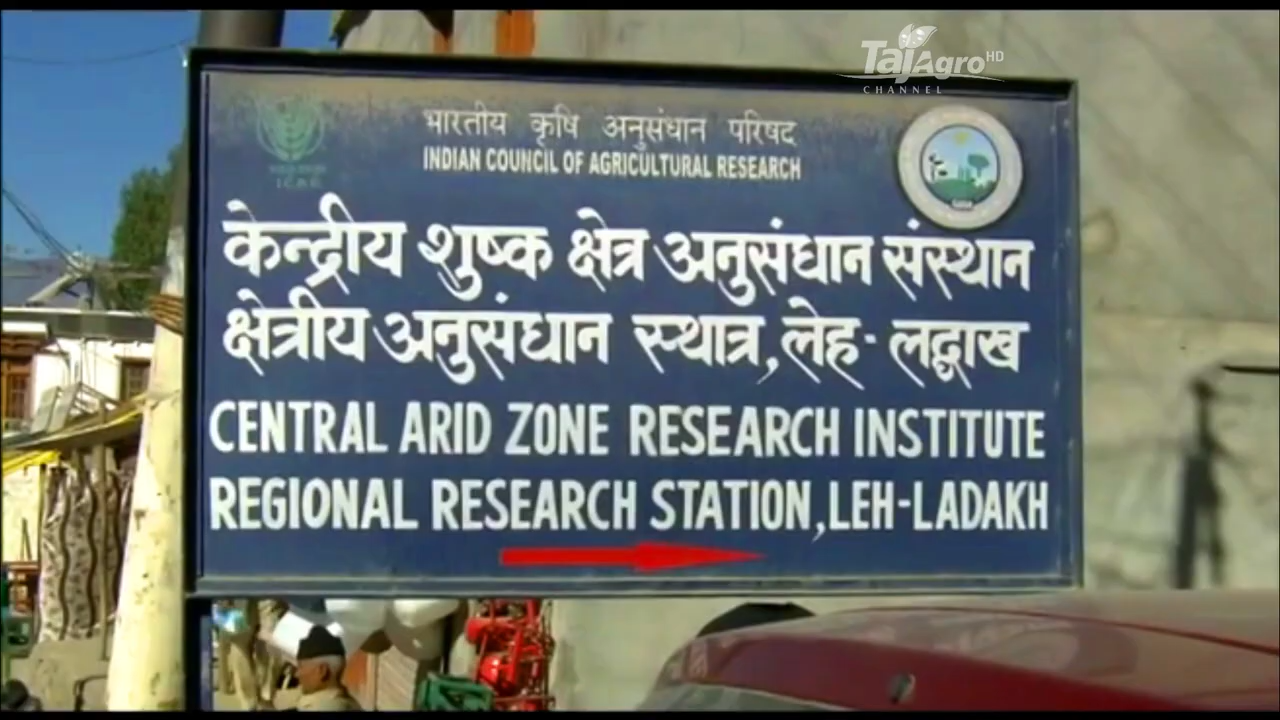 TajAgro HD
CHANNEL
भारतीय कृषि अनुसंधान परिषद
INDIAN COUNCIL OF AGRICULTURAL RESEARCH
केन्द्रीय शुष्क क्षेत्र अनुसंधान संस्थान
क्षेत्रीय अनुसंधान स्थात्र, लेह - लद्दाख
CENTRAL ARID ZONE RESEARCH INSTITUTE
REGIONAL RESEARCH STATION, LEH-LADAKH